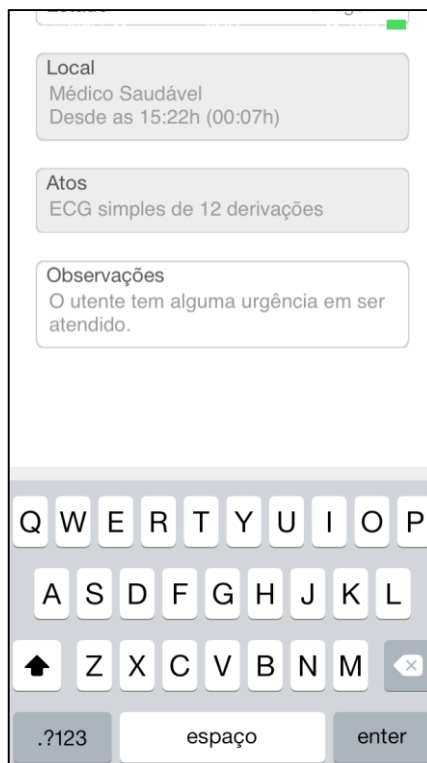 Local
Médico Saudável
Desde as 15:22h (00:07h)
Atos
ECG simples de 12 derivações
Observações
O utente tem alguma urgência em ser
atendido.
Q W E R T Y U I O P
A S D F G H J K L
Z X C V B N M
.?123 espaço enter